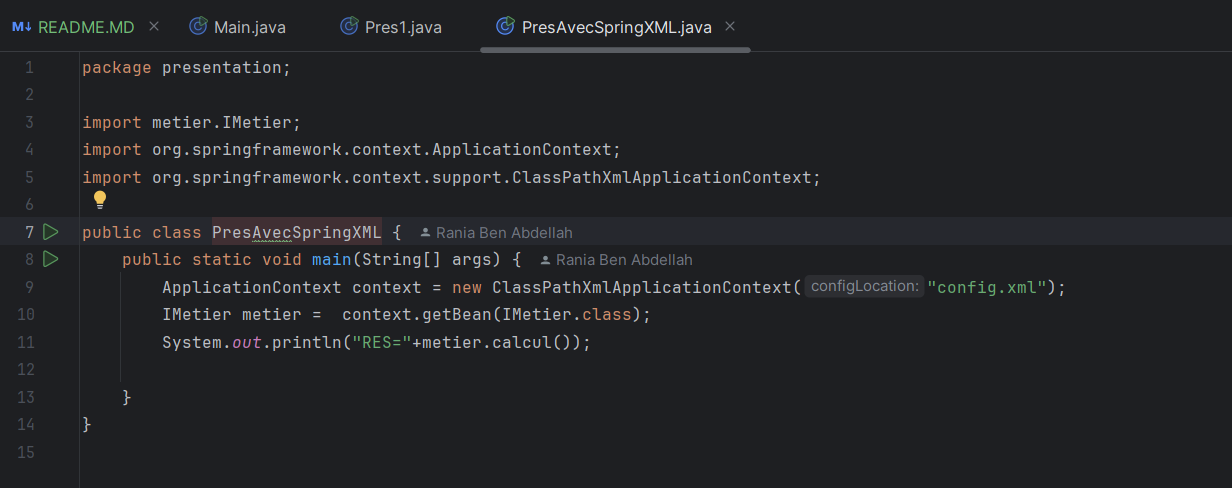 M↓ README.MD × Main.java Pres1.java PresAvecSpringXML.java ×
1 package presentation;
2
3 import metier.IMetier;
4 import org.springframework.context.ApplicationContext;
5 import org.springframework.context.support.ClassPathXmlApplicationContext;
6
7 public class PresAvecSpringXML { Rania Ben Abdellah
8 public static void main(String[] args) { Rania Ben Abdellah
9 ApplicationContext context = new ClassPathXmlApplicationContext( configLocation: "config.xml");
10 IMetier metier =  context.getBean(IMetier.class);
11 System.out.println("RES="+metier.calcul());
12
13 }
14 }
15